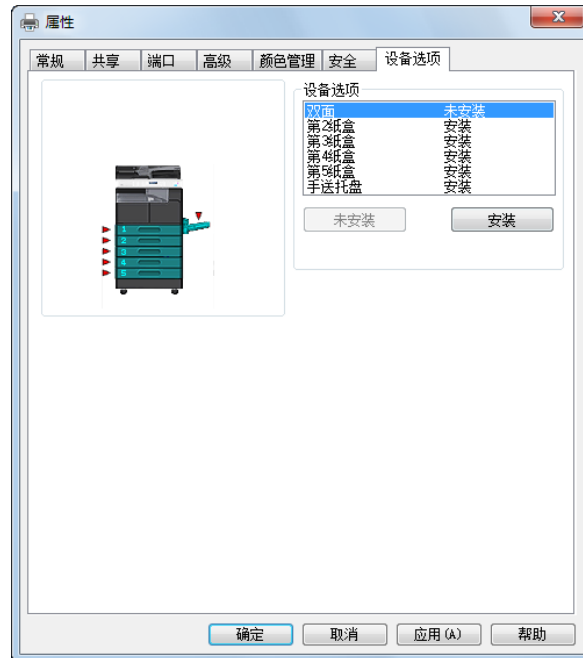 属性
常规 共享 端口 高级 颜色管理 安全 设备选项
设备选项
双面 未安装
第2纸盒 安装
第3纸盒 安装
第4纸盒 安装
第5纸盒 安装
手送托盘 安装
未安装 安装
1
2
3
4
5
确定 取消 应用(A) 帮助